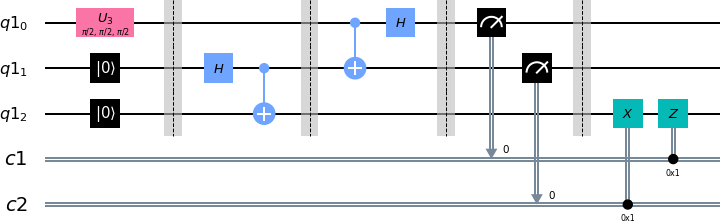 q1₀ U₃ H
π/2, π/2, π/2
q1₁ |0⟩ H
q1₂ |0⟩ X Z
c1 0 0x1
c2 0 0x1